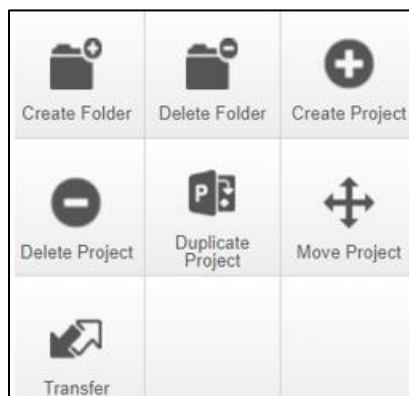 Create Folder
Delete Folder
Create Project
Delete Project
P
Duplicate
Project
Move Project
Transfer